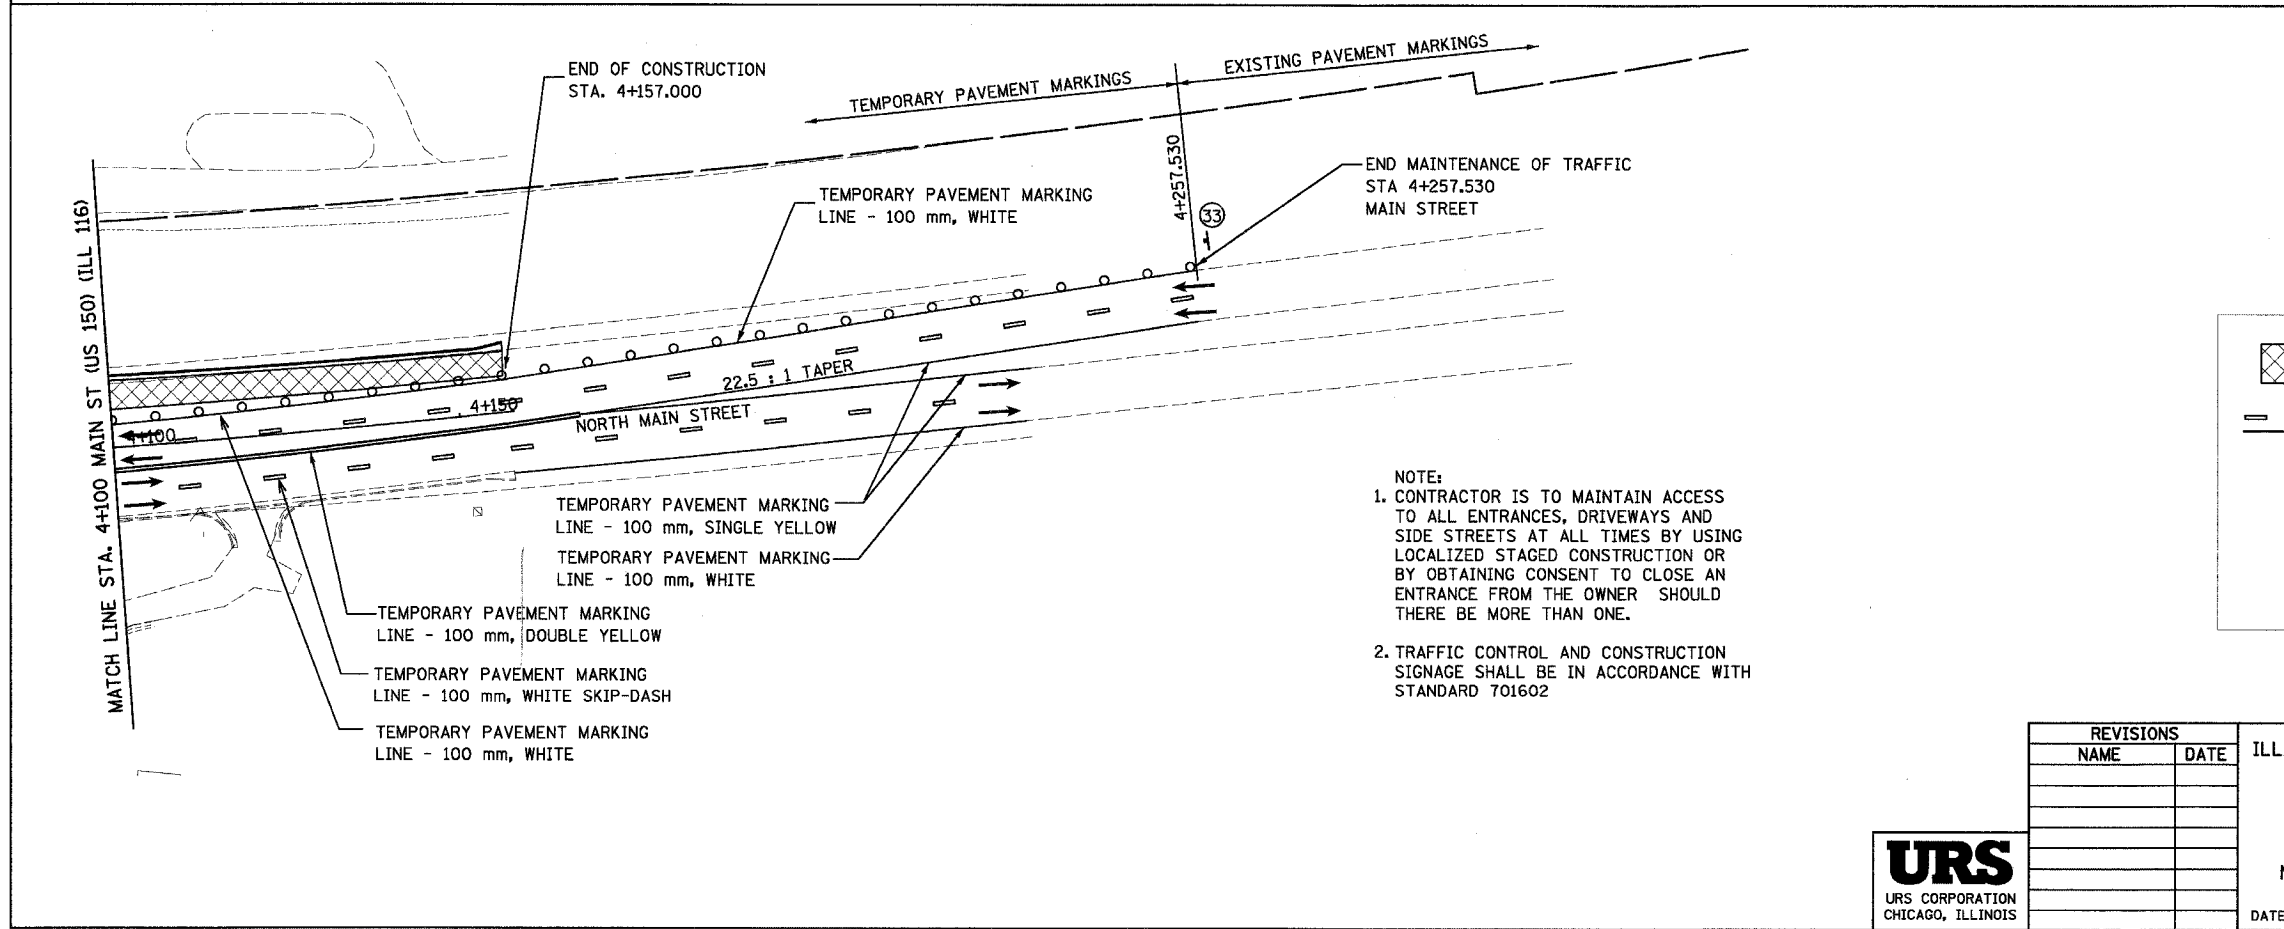 END OF CONSTRUCTION
STA. 4+157.000
TEMPORARY PAVEMENT MARKINGS
EXISTING PAVEMENT MARKINGS
4+257.530
33
END MAINTENANCE OF TRAFFIC
STA 4+257.530
MAIN STREET
TEMPORARY PAVEMENT MARKING
LINE - 100 mm, WHITE
MATCH LINE STA. 4+100 MAIN ST (US 150) (ILL 116)
4+100
4+150
22.5 : 1 TAPER
NORTH MAIN STREET
TEMPORARY PAVEMENT MARKING
LINE - 100 mm, SINGLE YELLOW
TEMPORARY PAVEMENT MARKING
LINE - 100 mm, WHITE
TEMPORARY PAVEMENT MARKING
LINE - 100 mm, DOUBLE YELLOW
TEMPORARY PAVEMENT MARKING
LINE - 100 mm, WHITE SKIP-DASH
TEMPORARY PAVEMENT MARKING
LINE - 100 mm, WHITE
NOTE:
1. CONTRACTOR IS TO MAINTAIN ACCESS
TO ALL ENTRANCES, DRIVEWAYS AND
SIDE STREETS AT ALL TIMES BY USING
LOCALIZED STAGED CONSTRUCTION OR
BY OBTAINING CONSENT TO CLOSE AN
ENTRANCE FROM THE OWNER SHOULD
THERE BE MORE THAN ONE.
2. TRAFFIC CONTROL AND CONSTRUCTION
SIGNAGE SHALL BE IN ACCORDANCE WITH
STANDARD 701602
REVISIONS
NAME DATE
ILL
DATE
URS
URS CORPORATION
CHICAGO, ILLINOIS